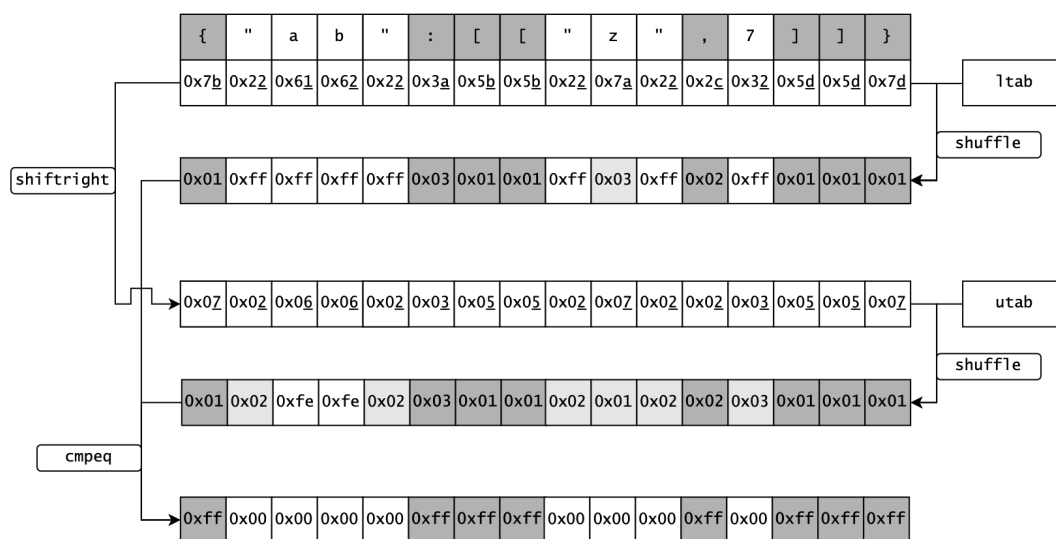 { " a b " : [ [ " z " , 7 ] ] }
0x7b 0x22 0x61 0x62 0x22 0x3a 0x5b 0x5b 0x22 0x7a 0x22 0x2c 0x32 0x5d 0x5d 0x7d ltab
shuffle
shiftright 0x01 0xff 0xff 0xff 0xff 0x03 0x01 0x01 0xff 0x03 0xff 0x02 0xff 0x01 0x01 0x01
0x07 0x02 0x06 0x06 0x02 0x03 0x05 0x05 0x02 0x07 0x02 0x02 0x03 0x05 0x05 0x07 utab
shuffle
0x01 0x02 0xfe 0xfe 0x02 0x03 0x01 0x01 0x02 0x01 0x02 0x02 0x03 0x01 0x01 0x01
cmpeq
0xff 0x00 0x00 0x00 0x00 0xff 0xff 0xff 0x00 0x00 0x00 0xff 0x00 0xff 0xff 0xff